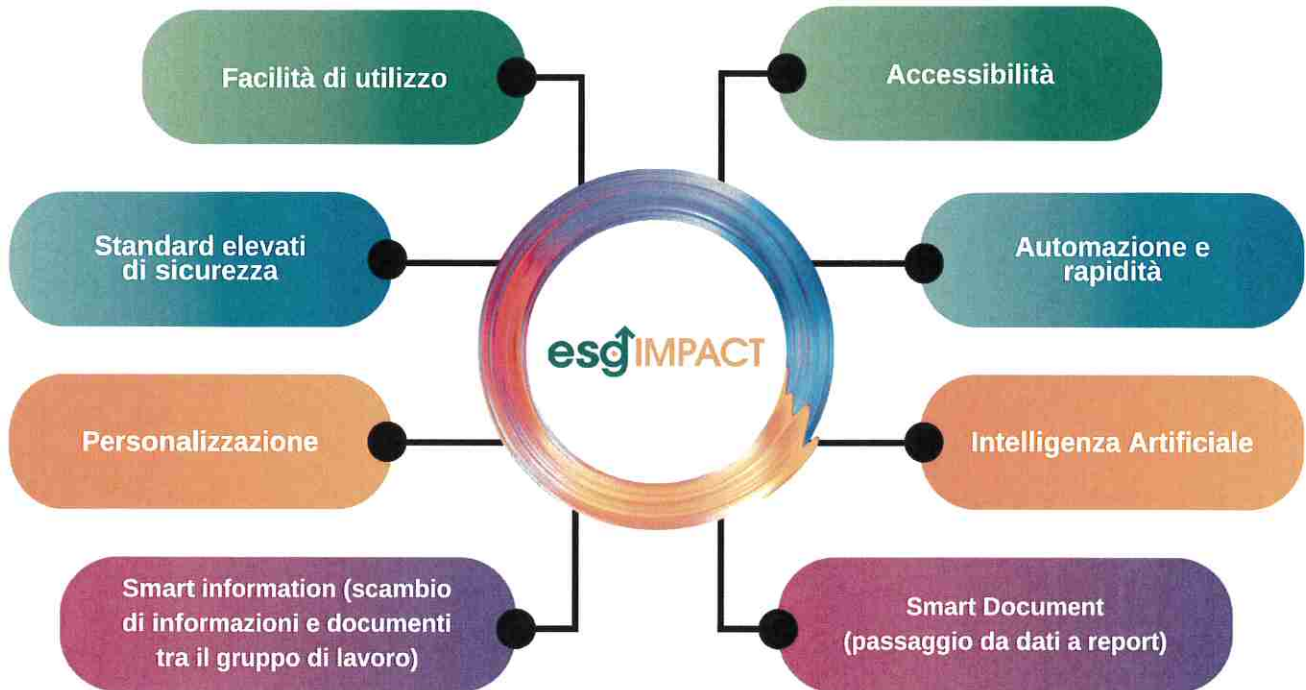 Facilità di utilizzo
Accessibilità
Standard elevati
di sicurezza
Automazione e
rapidità
esgIMPACT
Personalizzazione
Intelligenza Artificiale
Smart information (scambio
di informazioni e documenti
tra il gruppo di lavoro)
Smart Document
(passaggio da dati a report)